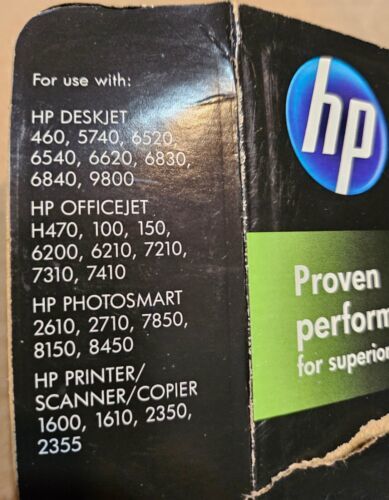 For use with:
HP DESKJET
460, 5740, 6520,
6540, 6620, 6830,
6840, 9800
HP OFFICEJET
H470, 100, 150,
6200, 6210, 7210,
7310, 7410
HP PHOTOSMART
2610, 2710, 7850,
8150, 8450
HP PRINTER/
SCANNER/COPIER
1600, 1610, 2350,
2355
hp
Proven
perform
for superior